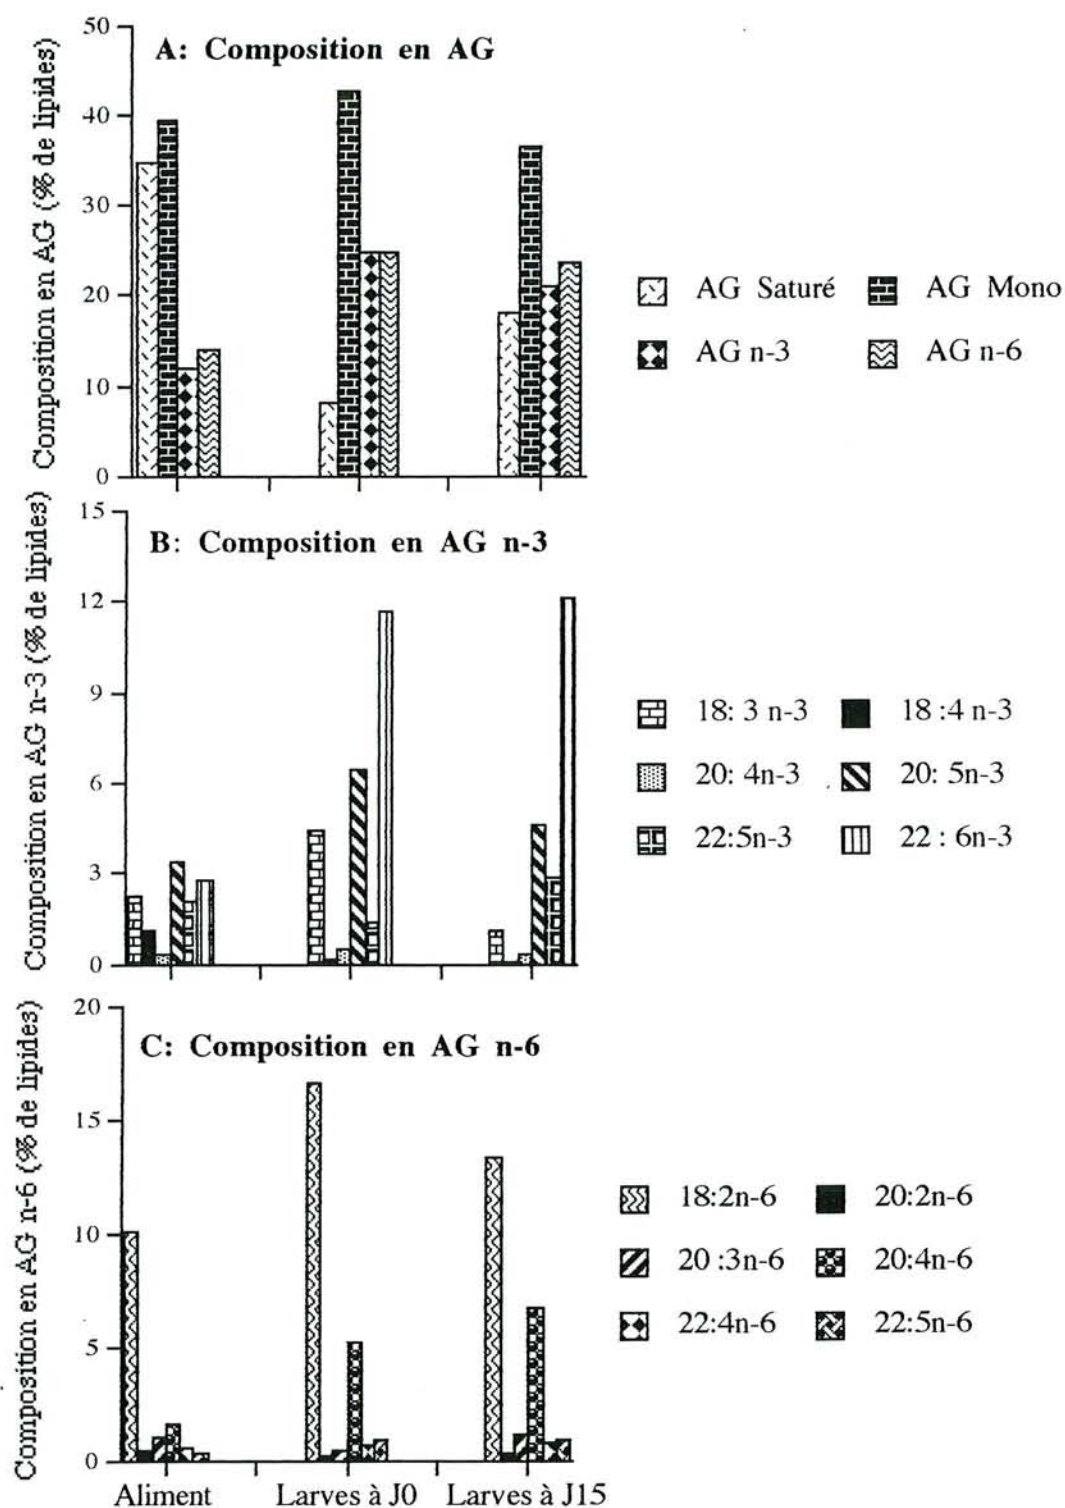 50
A: Composition en AG
40
30
20
10
0
Composition en AG (% de lipides)
AG Saturé
AG Mono
AG n-3
AG n-6
15
B: Composition en AG n-3
12
9
6
3
0
Composition en AG n-3 (% de lipides)
18: 3 n-3
18 :4 n-3
20: 4n-3
20: 5n-3
22:5n-3
22 : 6n-3
20
C: Composition en AG n-6
15
10
5
0
Composition en AG n-6 (% de lipides)
18:2n-6
20:2n-6
20 :3n-6
20:4n-6
22:4n-6
22:5n-6
Aliment
Larves à J0
Larves à J15